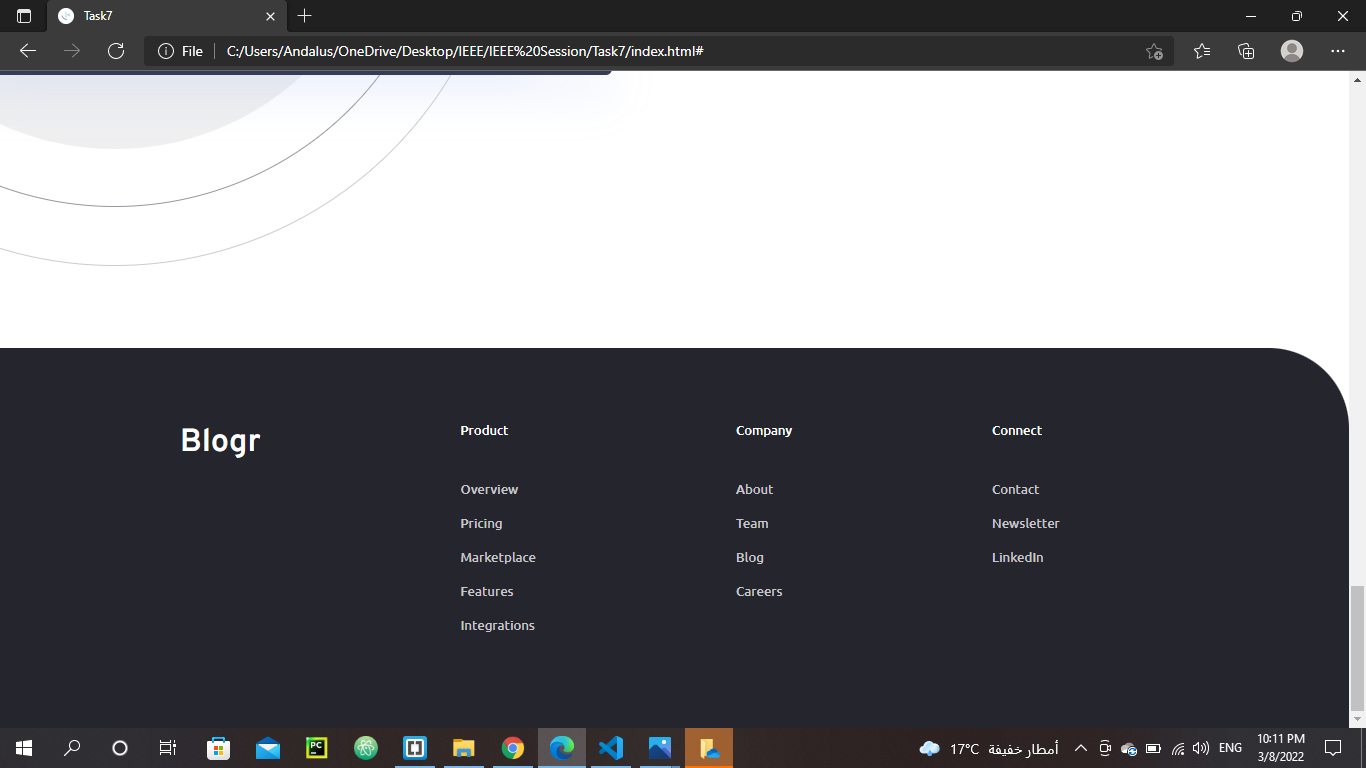 Task7
File
C:/Users/Andalus/OneDrive/Desktop/IEEE/IEEE%20Session/Task7/index.html#
Blogr
Product
Overview
Pricing
Marketplace
Features
Integrations
Company
About
Team
Blog
Careers
Connect
Contact
Newsletter
LinkedIn
PC
17°C أمطار خفيفة
ENG
10:11 PM
3/8/2022